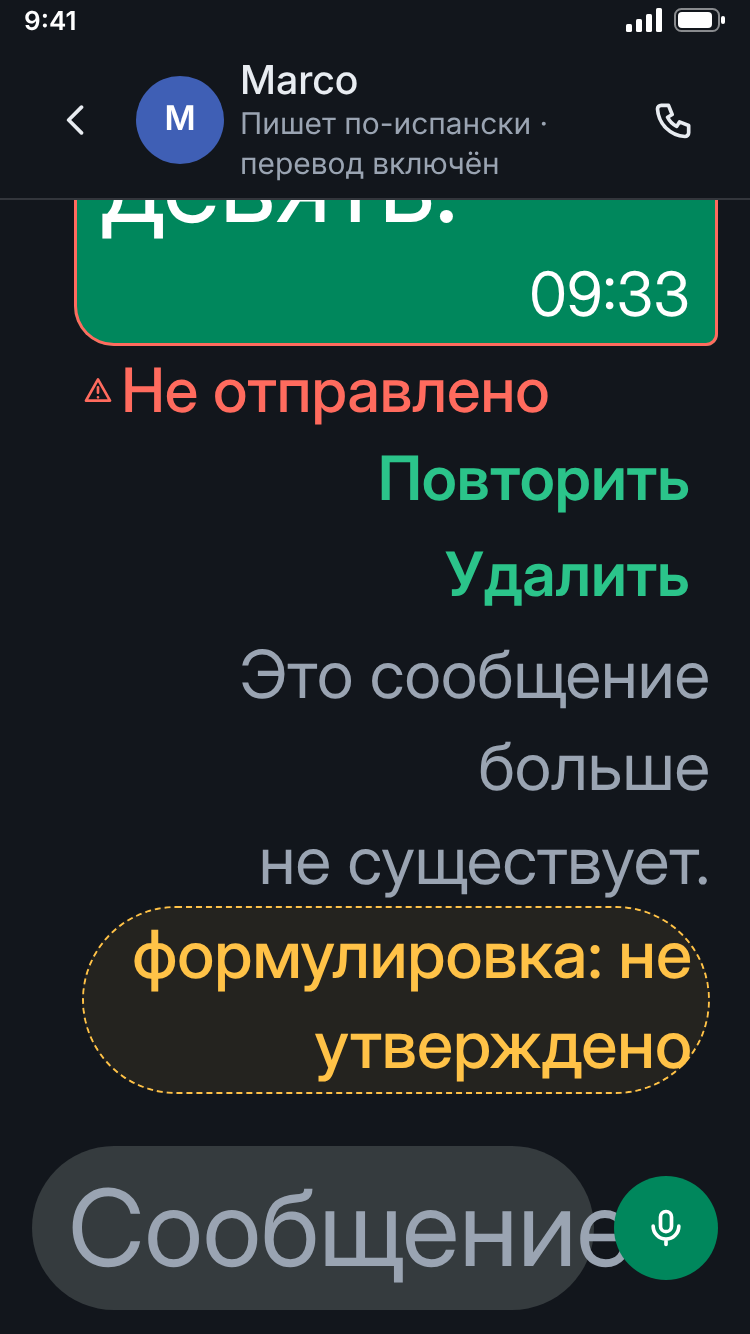 9:41
Marco
M
Пишет по-испански ·
перевод включён
девять.
09:33
Не отправлено
Повторить
Удалить
Это сообщение
больше
не существует.
формулировка: не
утверждено
Сообщение